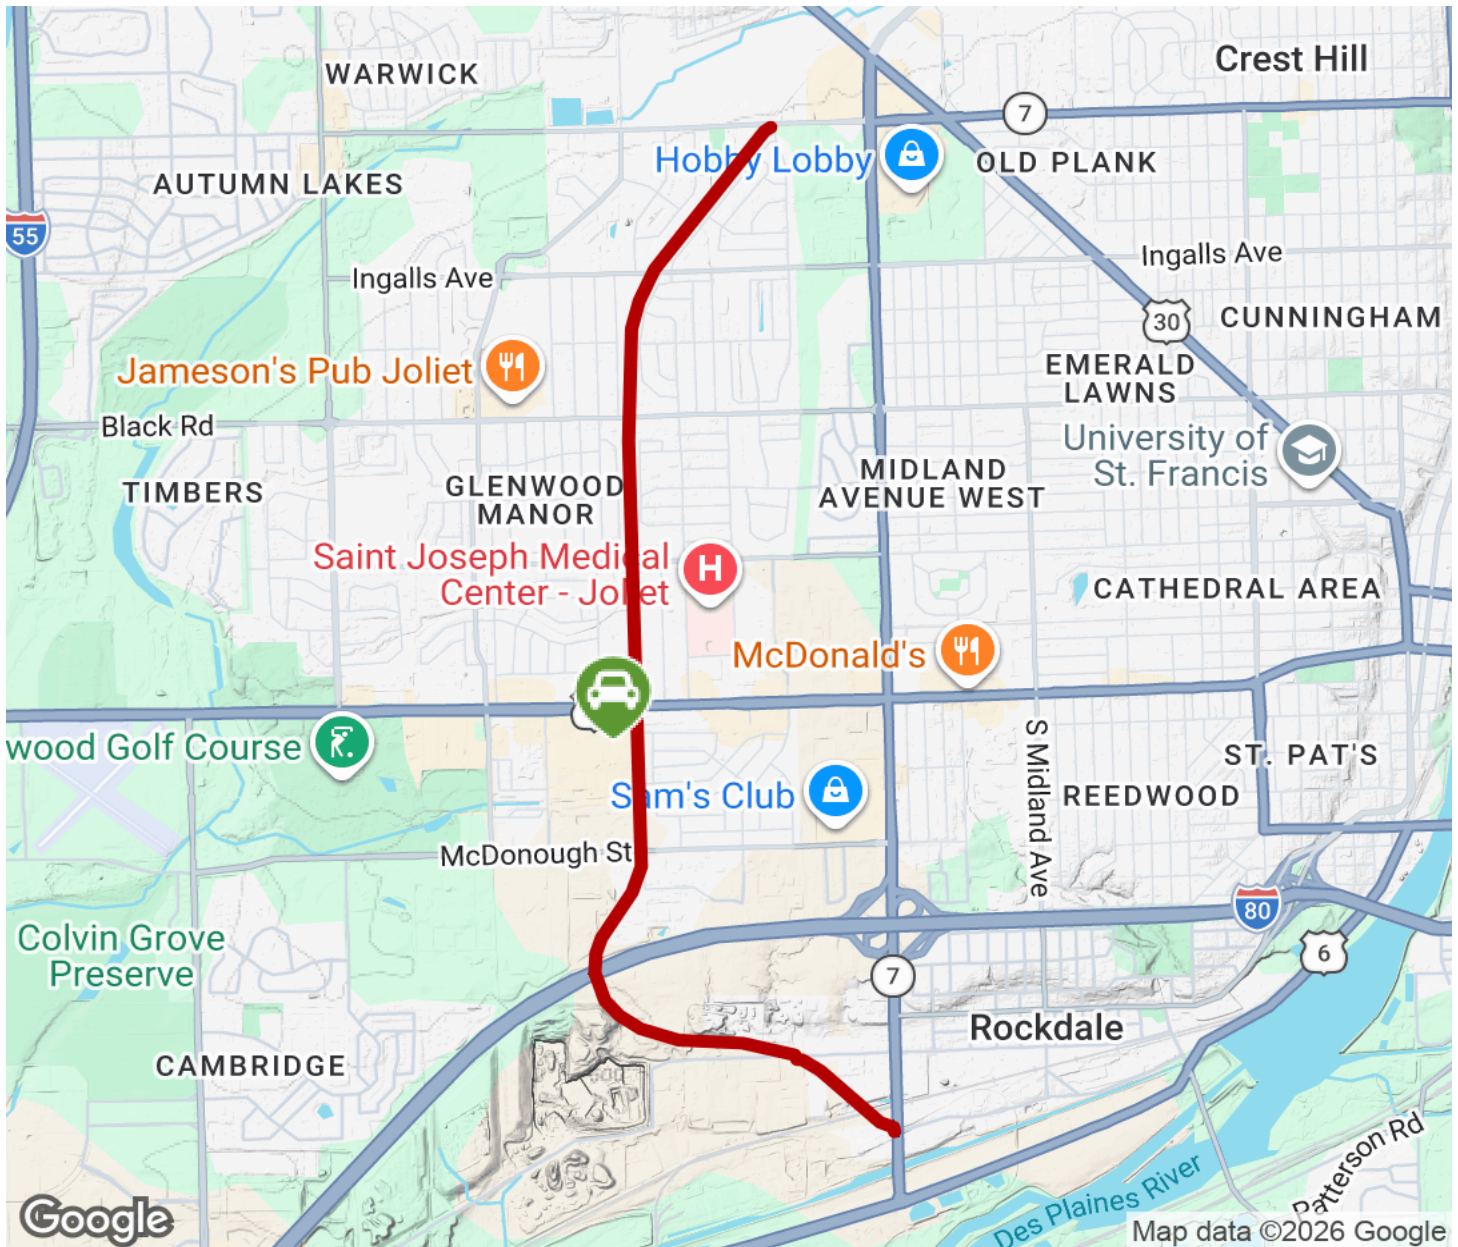 WARWICK
Crest Hill
7
Hobby Lobby
OLD PLANK
AUTUMN LAKES
55
Ingalls Ave
Ingalls Ave
30
CUNNINGHAM
Jameson's Pub Joliet
EMERALD
LAWNS
Black Rd
University of
St. Francis
TIMBERS
GLENWOOD
MANOR
MIDLAND
AVENUE WEST
Saint Joseph Medical
Center - Joliet
H
CATHEDRAL AREA
McDonald's
wood Golf Course
S Midland Ave
ST. PAT'S
Sam's Club
REEDWOOD
McDonough St
80
Colvin Grove
Preserve
6
7
Rockdale
CAMBRIDGE
600
Patterson Rd
Des Plaines River
Google
Map data ©2026 Google